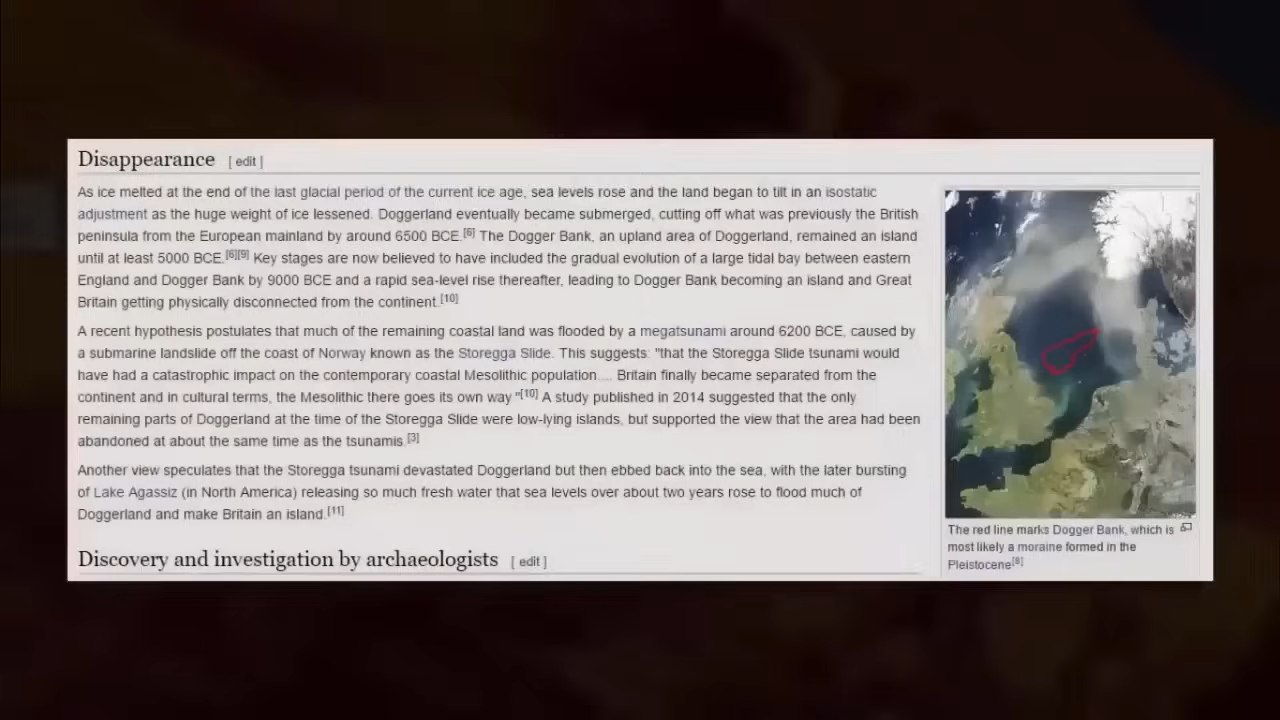 Disappearance [ edit ]
As ice melted at the end of the last glacial period of the current ice age, sea levels rose and the land began to tilt in an isostatic
adjustment as the huge weight of ice lessened. Doggerland eventually became submerged, cutting off what was previously the British
peninsula from the European mainland by around 6500 BCE.[6] The Dogger Bank, an upland area of Doggerland, remained an island
until at least 5000 BCE.[6][9] Key stages are now believed to have included the gradual evolution of a large tidal bay between eastern
England and Dogger Bank by 9000 BCE and a rapid sea-level rise thereafter, leading to Dogger Bank becoming an island and Great
Britain getting physically disconnected from the continent.[10]
A recent hypothesis postulates that much of the remaining coastal land was flooded by a megatsunami around 6200 BCE, caused by
a submarine landslide off the coast of Norway known as the Storegga Slide. This suggests: "that the Storegga Slide tsunami would
have had a catastrophic impact on the contemporary coastal Mesolithic population.... Britain finally became separated from the
continent and in cultural terms, the Mesolithic there goes its own way."[10] A study published in 2014 suggested that the only
remaining parts of Doggerland at the time of the Storegga Slide were low-lying islands, but supported the view that the area had been
abandoned at about the same time as the tsunamis.[3]
Another view speculates that the Storegga tsunami devastated Doggerland but then ebbed back into the sea, with the later bursting
of Lake Agassiz (in North America) releasing so much fresh water that sea levels over about two years rose to flood much of
Doggerland and make Britain an island.[11]
The red line marks Dogger Bank, which is
most likely a moraine formed in the
Pleistocene[8]
Discovery and investigation by archaeologists [ edit ]